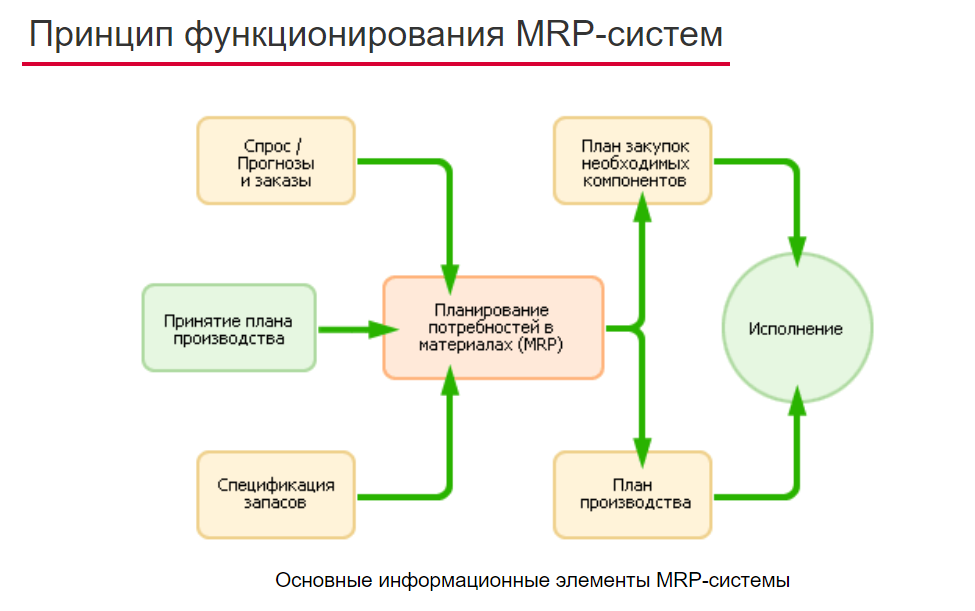 Принцип функционирования MRP-систем
Спрос /
Прогнозы
и заказы
План закупок
необходимых
компонентов
Принятие плана
производства
Планирование
потребностей в
материалах (MRP)
Исполнение
Спецификация
запасов
План
производства
Основные информационные элементы MRP-системы